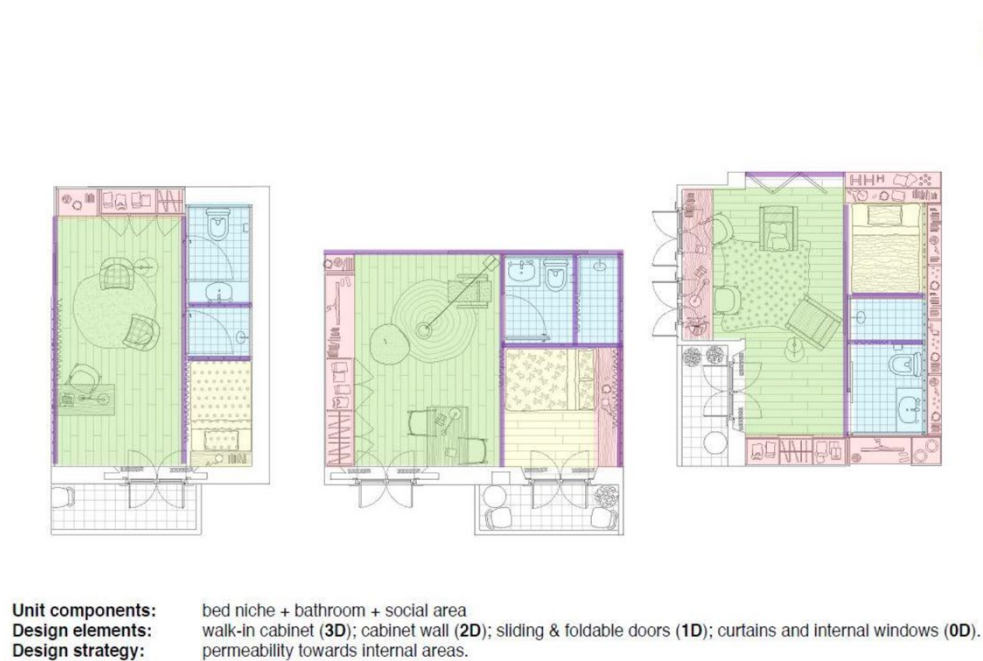 Unit components: bed niche + bathroom + social area
Design elements: walk-in cabinet (3D); cabinet wall (2D); sliding & foldable doors (1D); curtains and internal windows (0D).
Design strategy: permeability towards internal areas.